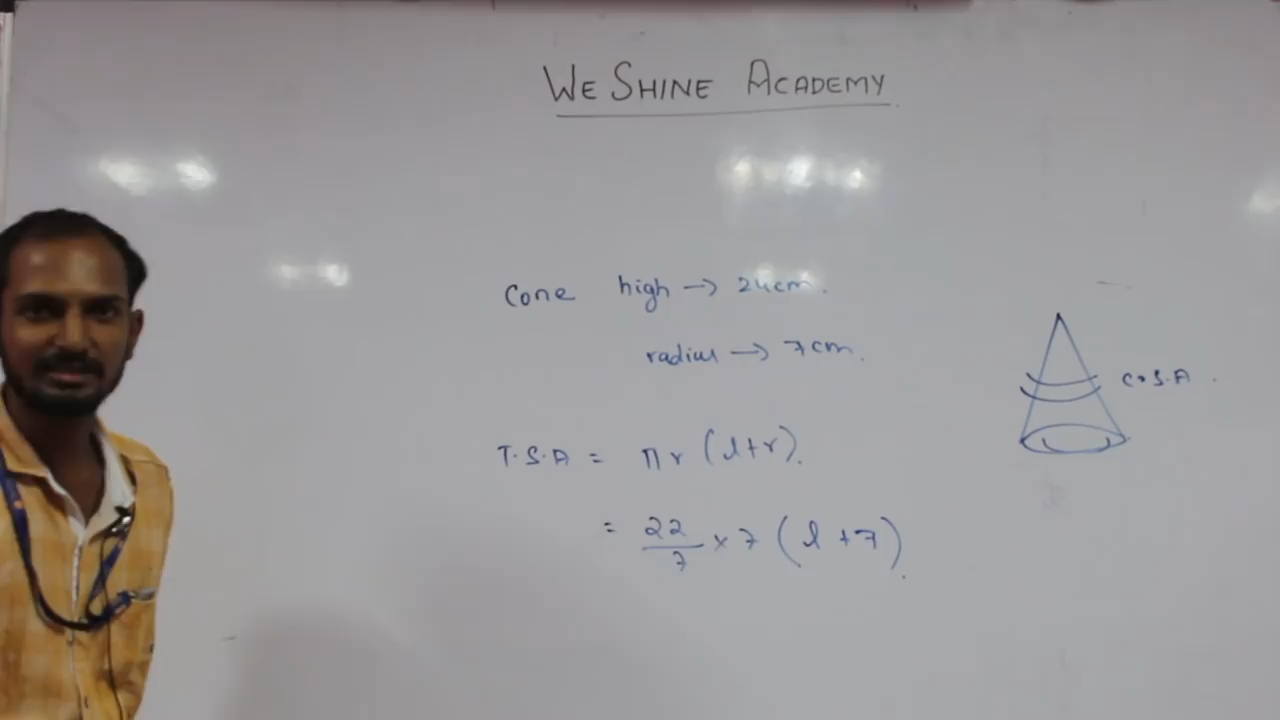 WE SHINE ACADEMY
Cone high → 24cm.
radius → 7cm.
C.S.A.
T.S.A = πr (l+r).
= 22/7 × 7 (l+7).